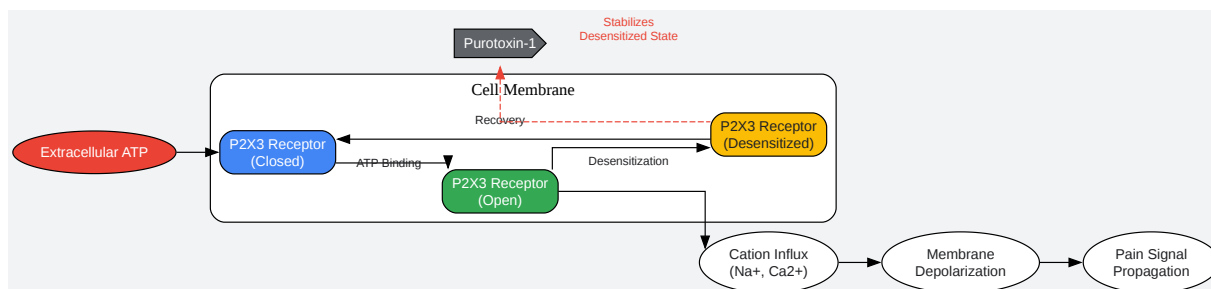 Stabilizes
Desensitized State
Purotoxin-1
Cell Membrane
Recovery
P2X3 Receptor
(Desensitized)
Extracellular ATP
P2X3 Receptor
(Closed)
ATP Binding
Desensitization
P2X3 Receptor
(Open)
Cation Influx
(Na+, Ca2+)
Membrane
Depolarization
Pain Signal
Propagation